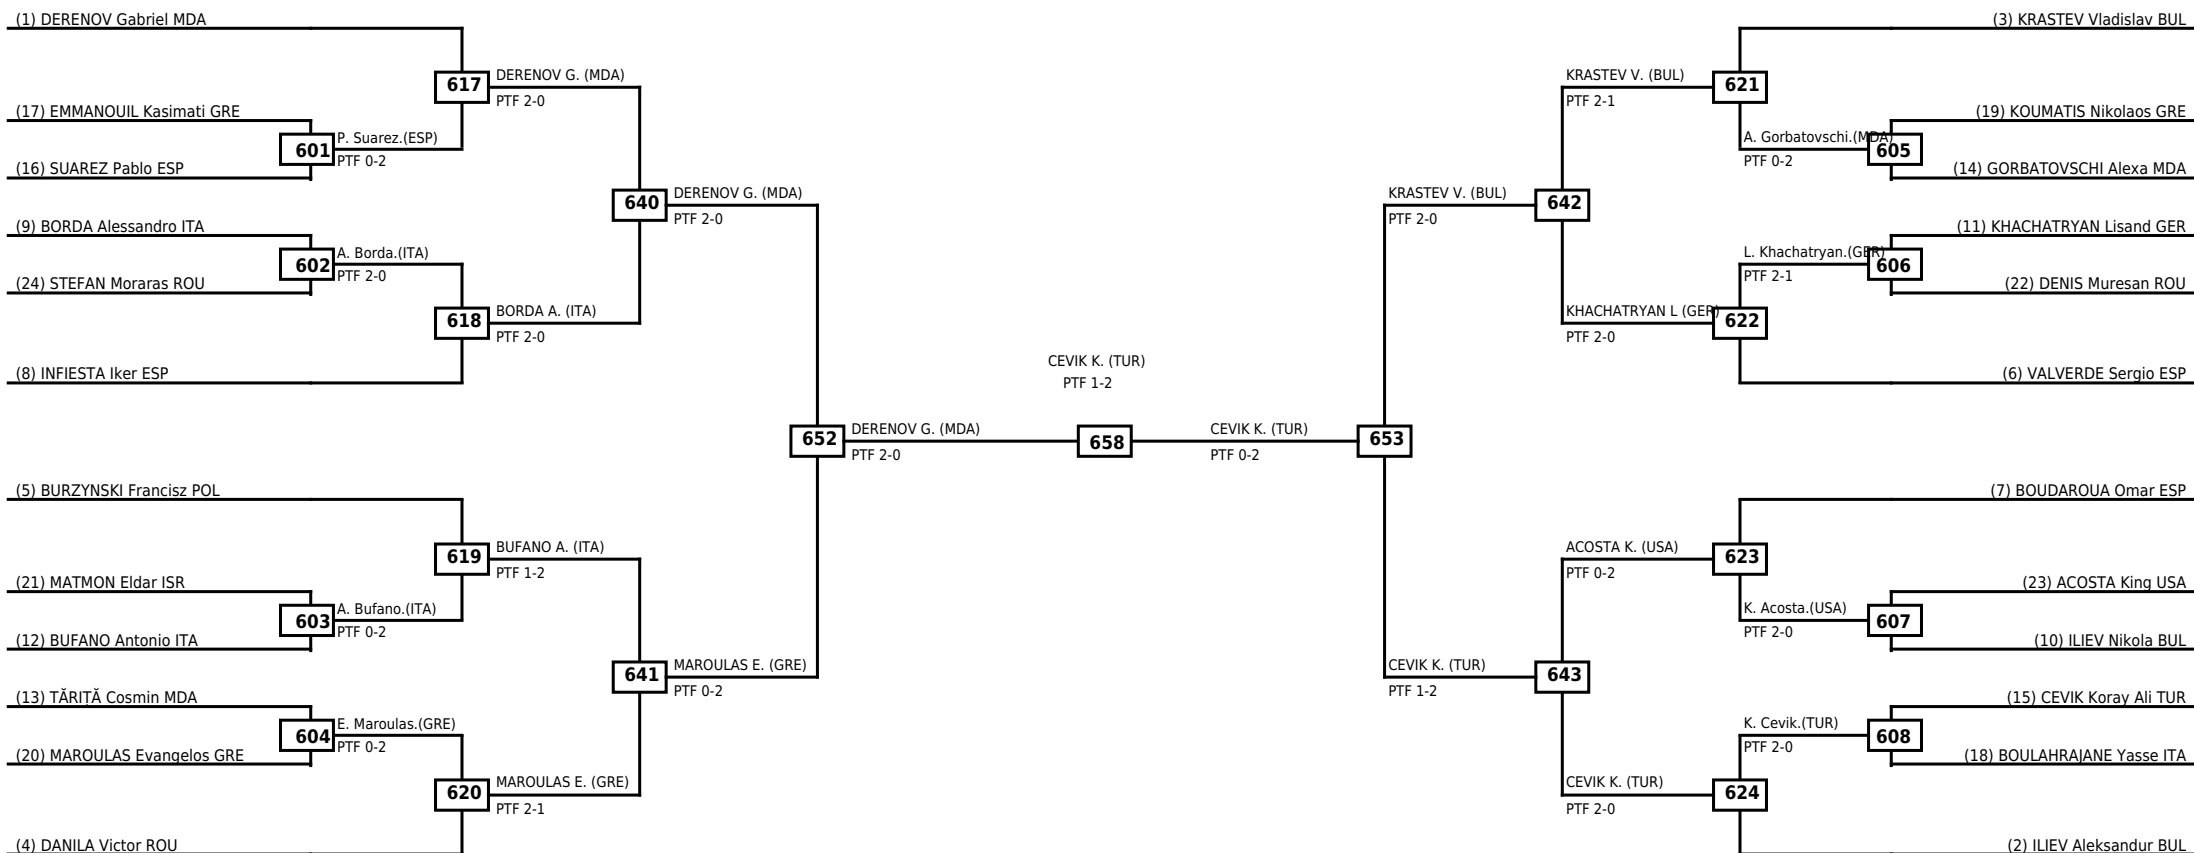 (1) DERENOV Gabriel MDA
(3) KRASTEV Vladislav BUL
617
DERENOV G. (MDA)
PTF 2-0
KRASTEV V. (BUL)
PTF 2-1
621
(17) EMMANOUIL Kasimati GRE
(19) KOUMATIS Nikolaos GRE
601
P. Suarez.(ESP)
PTF 0-2
A. Gorbatovschi.(MDA)
PTF 0-2
605
(16) SUAREZ Pablo ESP
(14) GORBATOVSCHI Alexa MDA
640
DERENOV G. (MDA)
PTF 2-0
KRASTEV V. (BUL)
PTF 2-0
642
(9) BORDA Alessandro ITA
(11) KHACHATRYAN Lisand GER
602
A. Borda.(ITA)
PTF 2-0
L. Khachatryan.(GER)
PTF 2-1
606
(24) STEFAN Moraras ROU
(22) DENIS Muresan ROU
618
BORDA A. (ITA)
PTF 2-0
KHACHATRYAN L (GER)
PTF 2-0
622
(8) INFIESTA Iker ESP
CEVIK K. (TUR)
PTF 1-2
(6) VALVERDE Sergio ESP
652
DERENOV G. (MDA)
PTF 2-0
658
CEVIK K. (TUR)
PTF 0-2
653
(5) BURZYNSKI Francisz POL
(7) BOUDAROUA Omar ESP
619
BUFANO A. (ITA)
PTF 1-2
ACOSTA K. (USA)
PTF 0-2
623
(21) MATMON Eldar ISR
(23) ACOSTA King USA
603
A. Bufano.(ITA)
PTF 0-2
K. Acosta.(USA)
PTF 2-0
607
(12) BUFANO Antonio ITA
(10) ILIEV Nikola BUL
641
MAROULAS E. (GRE)
PTF 0-2
CEVIK K. (TUR)
PTF 1-2
643
(13) TĂRIȚĂ Cosmin MDA
(15) CEVIK Koray Ali TUR
604
E. Maroulas.(GRE)
PTF 0-2
K. Cevik.(TUR)
PTF 2-0
608
(20) MAROULAS Evangelos GRE
(18) BOULAHRAJANE Yasse ITA
620
MAROULAS E. (GRE)
PTF 2-1
CEVIK K. (TUR)
PTF 2-0
624
(4) DANILA Victor ROU
(2) ILIEV Aleksandur BUL